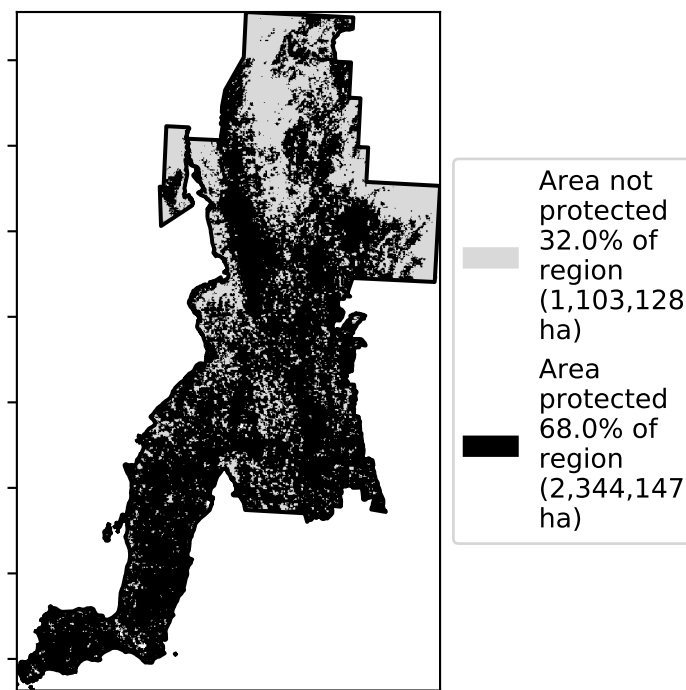 Area not
protected
32.0% of
region
(1,103,128
ha)
Area
protected
68.0% of
region
(2,344,147
ha)